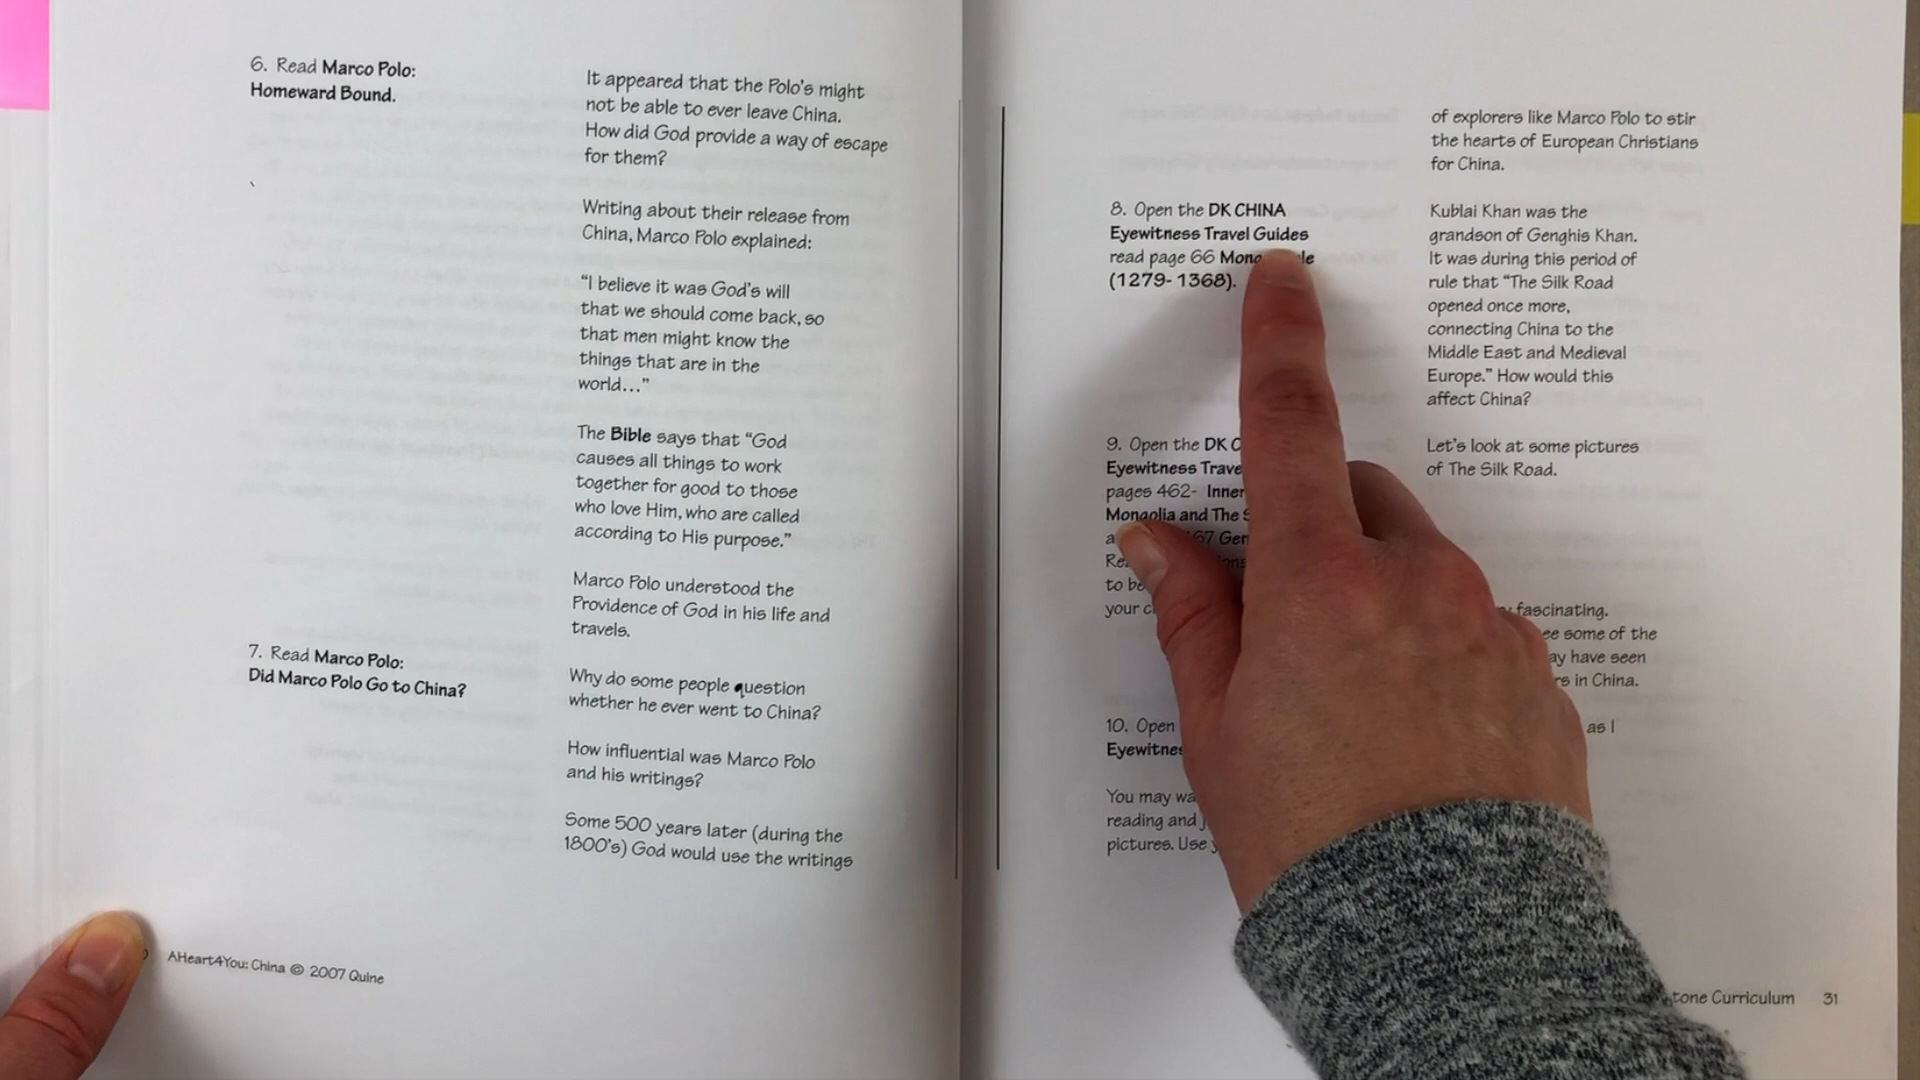 6. Read Marco Polo:
Homeward Bound.
It appeared that the Polo's might
not be able to ever leave China.
How did God provide a way of escape
for them?
Writing about their release from
China, Marco Polo explained:
“I believe it was God's will
that we should come back, so
that men might know the
things that are in the
world...”
The Bible says that “God
causes all things to work
together for good to those
who love Him, who are called
according to His purpose.”
Marco Polo understood the
Providence of God in his life and
travels.
7. Read Marco Polo:
Did Marco Polo Go to China?
Why do some people question
whether he ever went to China?
How influential was Marco Polo
and his writings?
Some 500 years later (during the
1800's) God would use the writings
AHeart4You: China © 2007 Quine
of explorers like Marco Polo to stir
the hearts of European Christians
for China.
8. Open the DK CHINA
Eyewitness Travel Guides
read page 66
(1279-1368).
Kublai Khan was the
grandson of Genghis Khan.
It was during this period of
rule that “The Silk Road
opened once more,
connecting China to the
Middle East and Medieval
Europe.” How would this
affect China?
9. Open the DK
Eyewitness
pages 462- Inner
Mongolia and The
to
your
Let's look at some pictures
of The Silk Road.
fascinating.
some of the
have seen
in China.
10. Open
as I
You may
reading and
pictures. Use
Curriculum 31